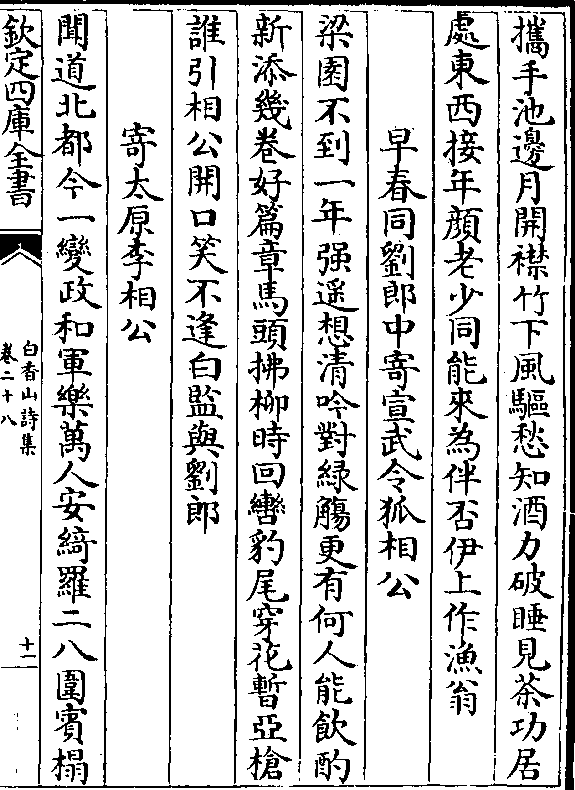 攜手池邊月開襟竹下風驅愁知酒力破睡見茶功居
處東西接年顔老少同能來為伴否伊上作漁翁
早春同劉郎中寄宣武令狐相公
梁園不到一年强遥想清吟對緑觴更有何人能飲酌
新添幾卷好篇章馬頭拂柳時回轡豹尾穿花暫亞槍
誰引相公開口笑不逢白監與劉郎
寄太原李相公
聞道北都今一變政和軍樂萬人安綺羅二八圍賓榻
欽定四庫全書
白香山詩集
卷二十八
十一